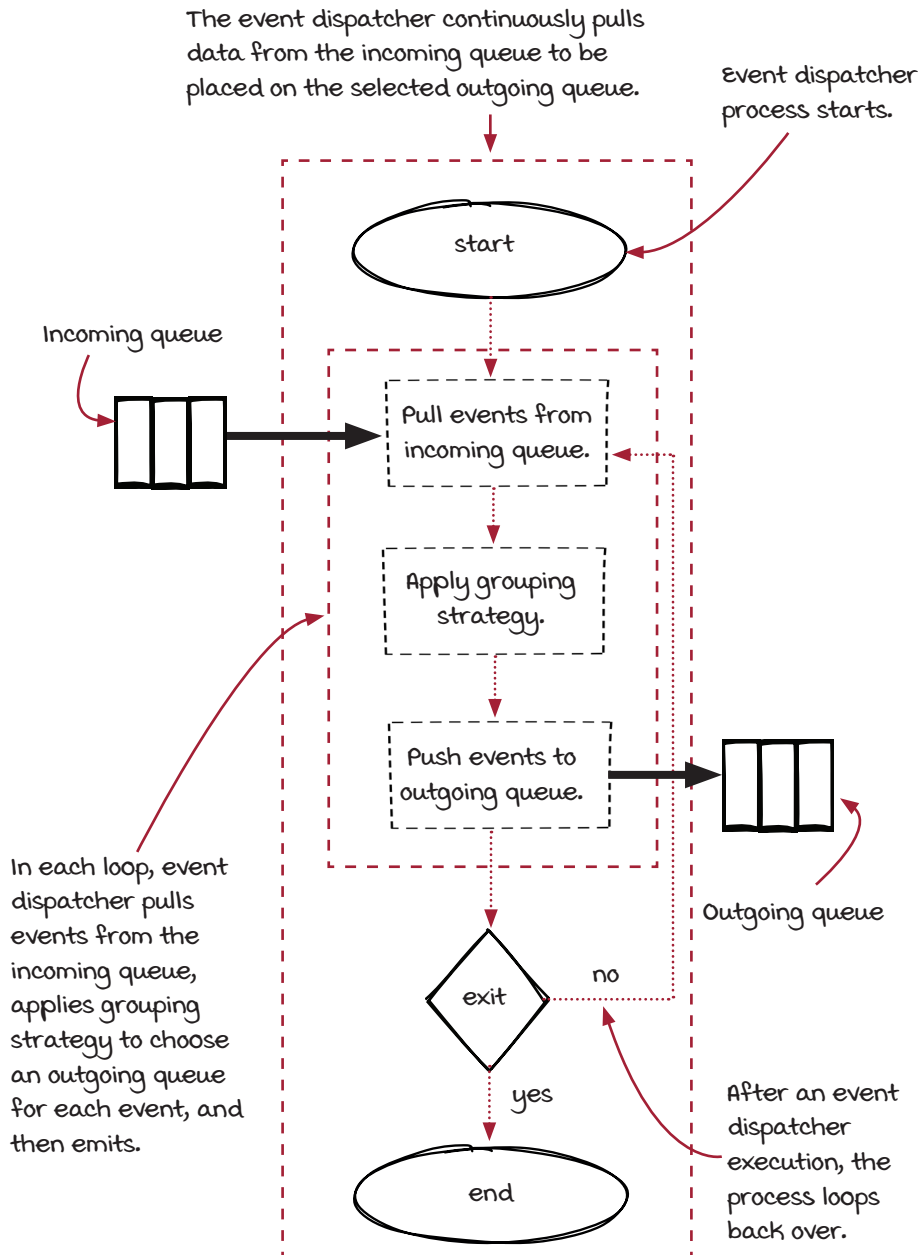 The event dispatcher continuously pulls
data from the incoming queue to be
placed on the selected outgoing queue.
Event dispatcher
process starts.
start
Incoming queue
Pull events from
incoming queue.
Apply grouping
strategy.
Push events to
outgoing queue.
Outgoing queue
In each loop, event
dispatcher pulls
events from the
incoming queue,
applies grouping
strategy to choose
an outgoing queue
for each event, and
then emits.
exit
no
yes
After an event
dispatcher
execution, the
process loops
back over.
end